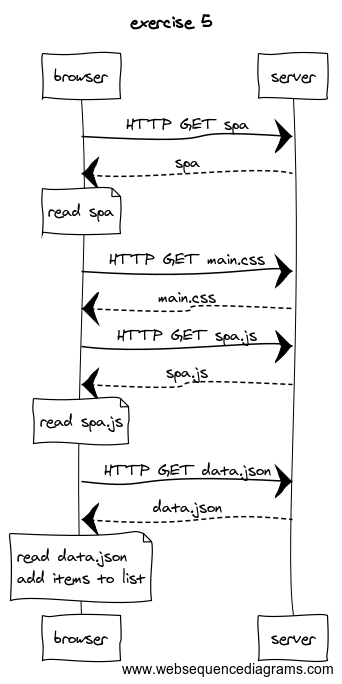 exercise 5
browser
server
HTTP GET spa
spa
read spa
HTTP GET main.css
main.css
HTTP GET spa.js
spa.js
read spa.js
HTTP GET data.json
data.json
read data.json
add items to list
browser
server
www.websequencediagrams.com